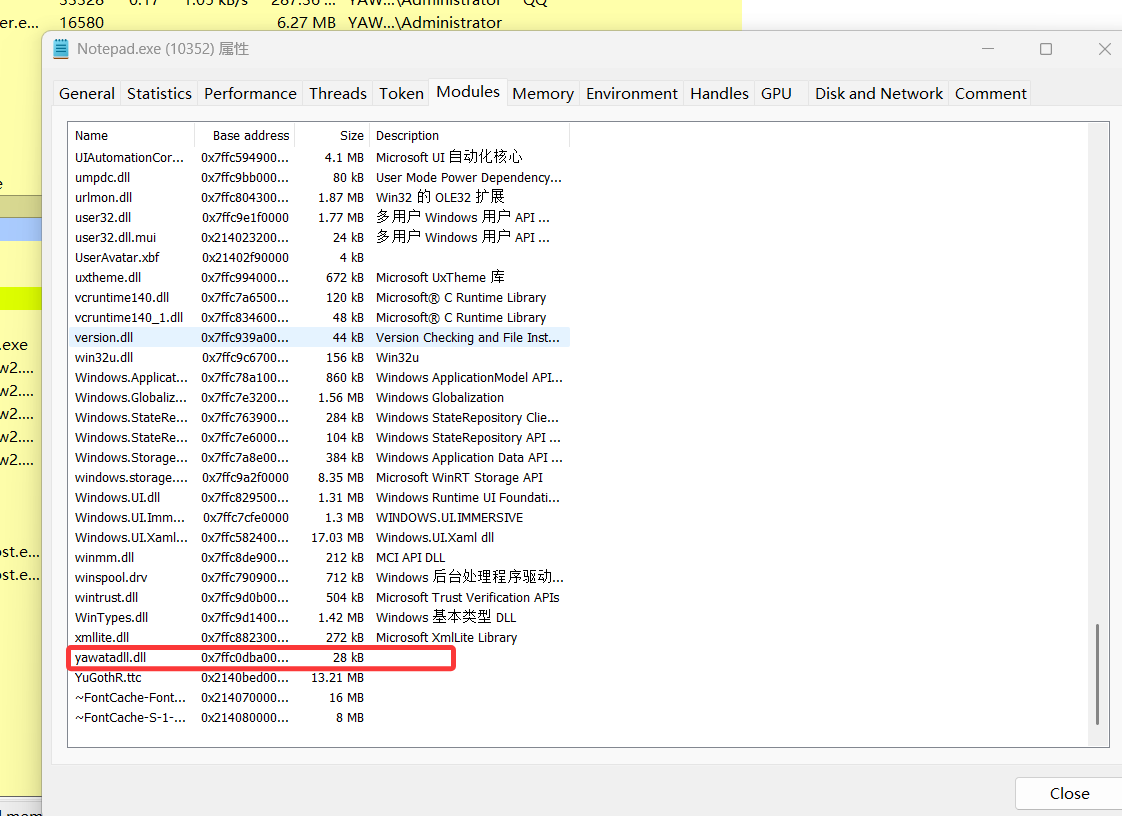 16580 6.27 MB YAW...\Administrator
er.e...
Notepad.exe (10352) 属性
General Statistics Performance Threads Token Modules Memory Environment Handles GPU Disk and Network Comment
Name Base address Size Description
UIAutomationCor... 0x7ffc594900... 4.1 MB Microsoft UI 自动化核心
umpdc.dll 0x7ffc9bb000... 80 kB User Mode Power Dependency...
urlmon.dll 0x7ffc804300... 1.87 MB Win32 的 OLE32 扩展
user32.dll 0x7ffc9e1f0000 1.77 MB 多用户 Windows 用户 API ...
user32.dll.mui 0x214023200... 24 kB 多用户 Windows 用户 API ...
UserAvatar.xbf 0x21402f90000 4 kB
uxtheme.dll 0x7ffc994000... 672 kB Microsoft UxTheme 库
vcruntime140.dll 0x7ffc7a6500... 120 kB Microsoft® C Runtime Library
vcruntime140_1.dll 0x7ffc834600... 48 kB Microsoft® C Runtime Library
version.dll 0x7ffc939a00... 44 kB Version Checking and File Inst...
win32u.dll 0x7ffc9c6700... 156 kB Win32u
Windows.Applicat... 0x7ffc78a100... 860 kB Windows ApplicationModel API...
Windows.Globaliz... 0x7ffc7e3200... 1.56 MB Windows Globalization
Windows.StateRe... 0x7ffc763900... 284 kB Windows StateRepository Clie...
Windows.StateRe... 0x7ffc7e6000... 104 kB Windows StateRepository API ...
Windows.Storage... 0x7ffc7a8e00... 384 kB Windows Application Data API ...
windows.storage.... 0x7ffc9a2f0000 8.35 MB Microsoft WinRT Storage API
Windows.UI.dll 0x7ffc829500... 1.31 MB Windows Runtime UI Foundati...
Windows.UI.Imm... 0x7ffc7cfe0000 1.3 MB WINDOWS.UI.IMMERSIVE
Windows.UI.Xaml... 0x7ffc582400... 17.03 MB Windows.UI.Xaml dll
winmm.dll 0x7ffc8de900... 212 kB MCI API DLL
winspool.drv 0x7ffc790900... 712 kB Windows 后台处理程序驱动...
wintrust.dll 0x7ffc9d0b00... 504 kB Microsoft Trust Verification APIs
WinTypes.dll 0x7ffc9d1400... 1.42 MB Windows 基本类型 DLL
xmllite.dll 0x7ffc882300... 272 kB Microsoft XmlLite Library
yawatadll.dll 0x7ffc0dba00... 28 kB
YuGothR.ttc 0x2140bed00... 13.21 MB
~FontCache-Font... 0x214070000... 16 MB
~FontCache-S-1-... 0x214080000... 8 MB
Close
.exe
w2....
w2....
w2....
w2....
w2....
ost.e...
ost.e...